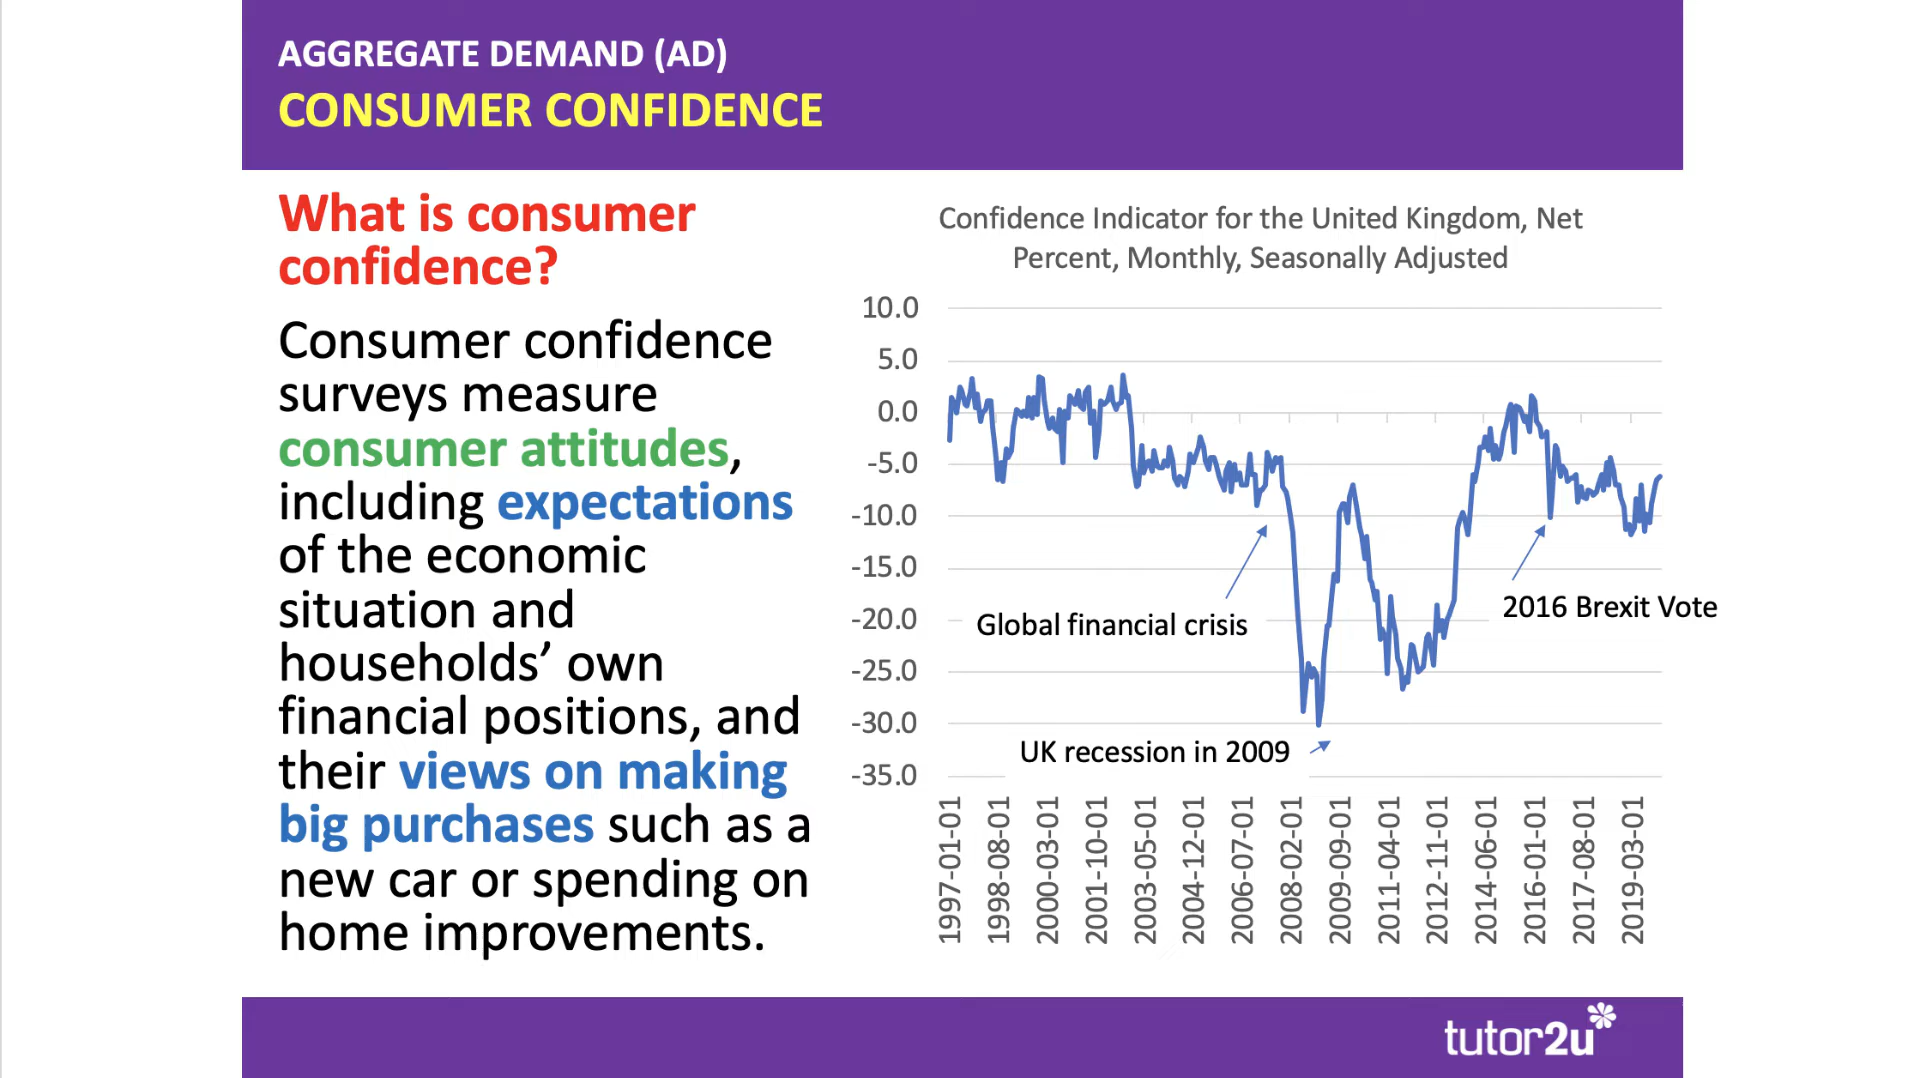 AGGREGATE DEMAND (AD)
CONSUMER CONFIDENCE
What is consumer
confidence?
Consumer confidence
surveys measure
consumer attitudes,
including expectations
of the economic
situation and
households’ own
financial positions, and
their views on making
big purchases such as a
new car or spending on
home improvements.
Confidence Indicator for the United Kingdom, Net
Percent, Monthly, Seasonally Adjusted
10.0
5.0
0.0
-5.0
-10.0
-15.0
-20.0
-25.0
-30.0
-35.0
Global financial crisis
2016 Brexit Vote
UK recession in 2009
1997-01-01
1998-08-01
2000-03-01
2001-10-01
2003-05-01
2004-12-01
2006-07-01
2008-02-01
2009-09-01
2011-04-01
2012-11-01
2014-06-01
2016-01-01
2017-08-01
2019-03-01
tutor2u